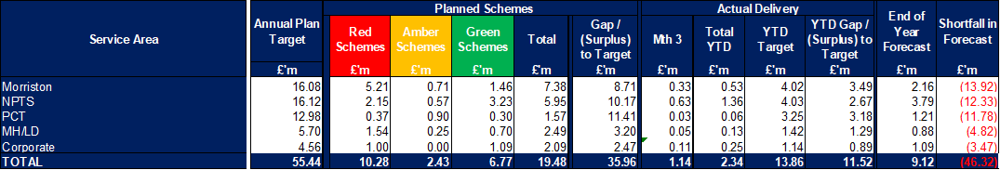 Service Area Annual Plan Target £'m Planned Schemes Actual Delivery End of Year Forecast £'m Shortfall in Forecast £'m
Red Schemes £'m Amber Schemes £'m Green Schemes £'m Total £'m Gap / (Surplus) to Target £'m Mth 3 £'m Total YTD £'m YTD Target £'m YTD Gap / (Surplus) to Target £'m
Morriston 16.08 5.21 0.71 1.46 7.38 8.71 0.33 0.53 4.02 3.49 2.16 (13.92)
NPTS 16.12 2.15 0.57 3.23 5.95 10.17 0.63 1.36 4.03 2.67 3.79 (12.33)
PCT 12.98 0.37 0.90 0.30 1.57 11.41 0.03 0.06 3.25 3.18 1.21 (11.78)
MH/LD 5.70 1.54 0.25 0.70 2.49 3.20 0.05 0.13 1.42 1.29 0.88 (4.82)
Corporate 4.56 1.00 0.00 1.09 2.09 2.47 0.11 0.25 1.14 0.89 1.09 (3.47)
TOTAL 55.44 10.28 2.43 6.77 19.48 35.96 1.14 2.34 13.86 11.52 9.12 (46.32)